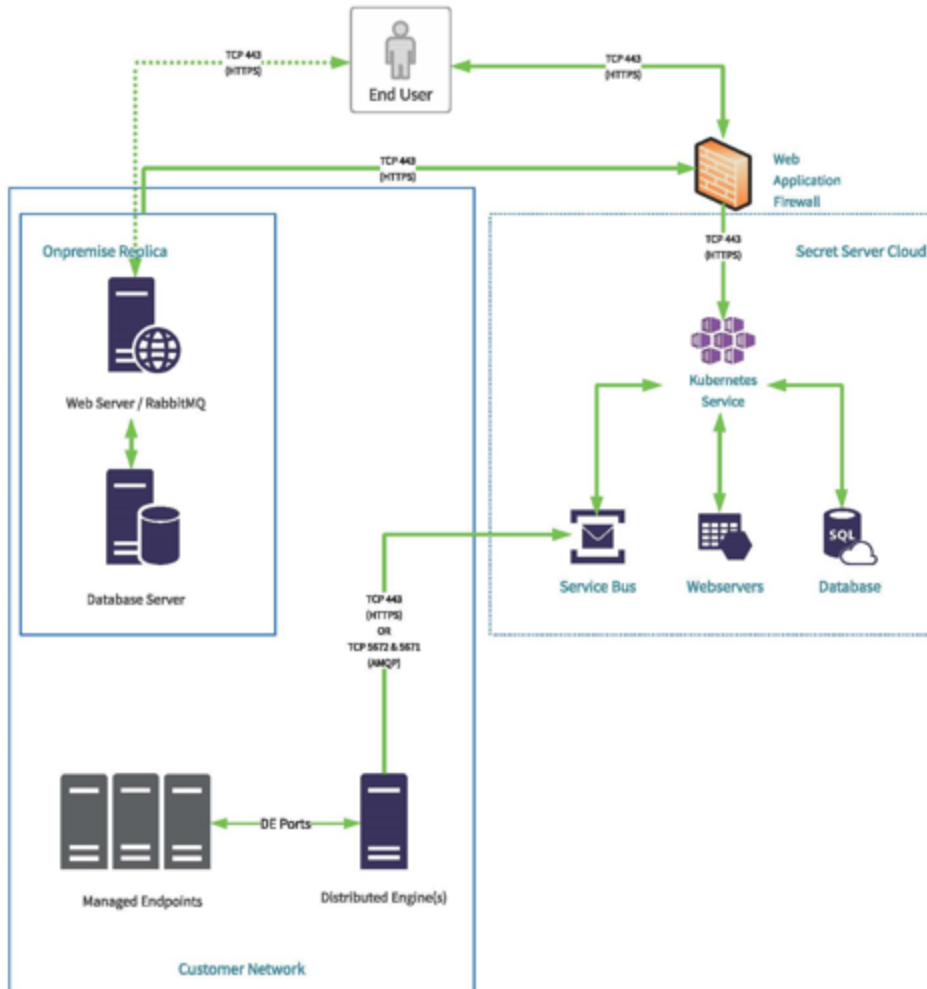 TCP 443
(HTTPS)
End User
TCP 443
(HTTPS)
TCP 443
(HTTPS)
Web
Application
Firewall
Onpremise Replica
TCP 443
(HTTPS)
Secret Server Cloud
Web Server / RabbitMQ
Kubernetes
Service
Database Server
SQL
Service Bus
Webservers
Database
TCP 443
(HTTPS)
OR
TCP 5672 & 5671
(AMQP)
DE Ports
Managed Endpoints
Distributed Engine(s)
Customer Network